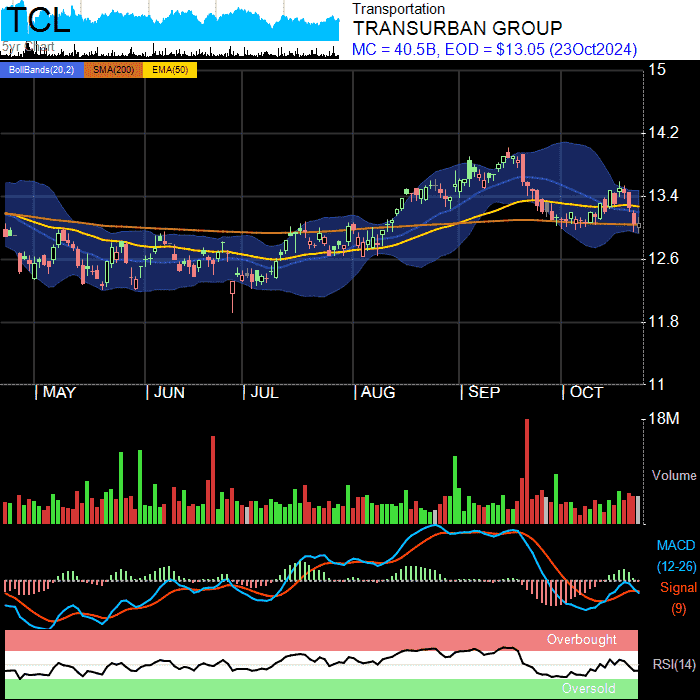 TCL
5yr Chart
Transportation
TRANSURBAN GROUP
MC = 40.5B, EOD = $13.05 (23Oct2024)
BollBands(20,2) SMA(200) EMA(50)
15
14.2
13.4
12.6
11.8
11
| MAY | JUN | JUL | AUG | SEP | OCT
18M
Volume
MACD
(12-26)
Signal
(9)
Overbought
RSI(14)
Oversold